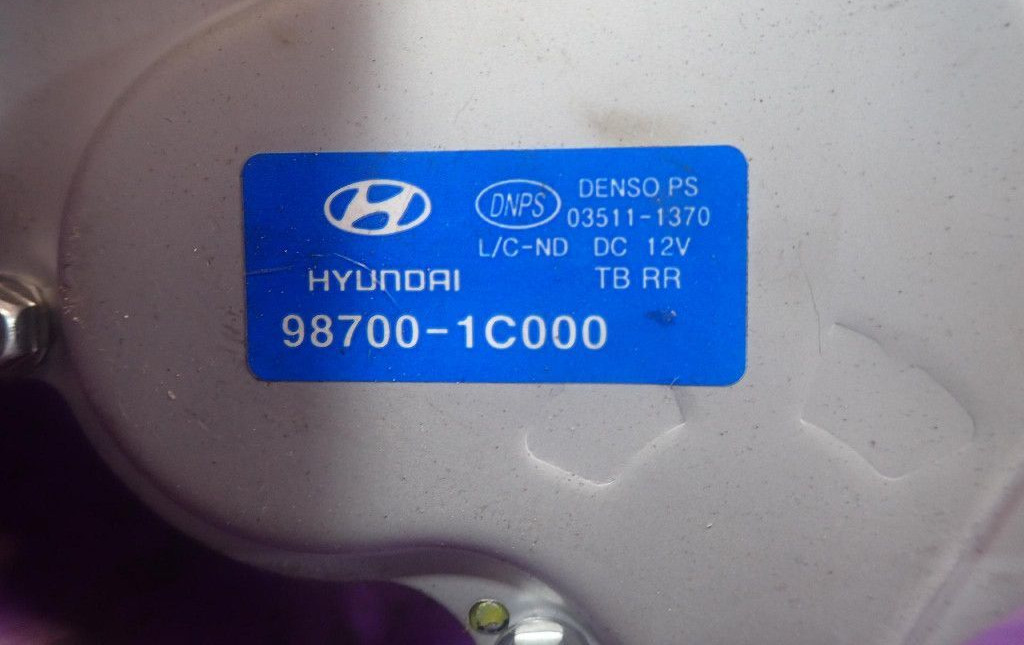 DNPS DENSO PS
03511-1370
L/C-ND DC 12V
HYUNDAI TB RR
98700-1C000